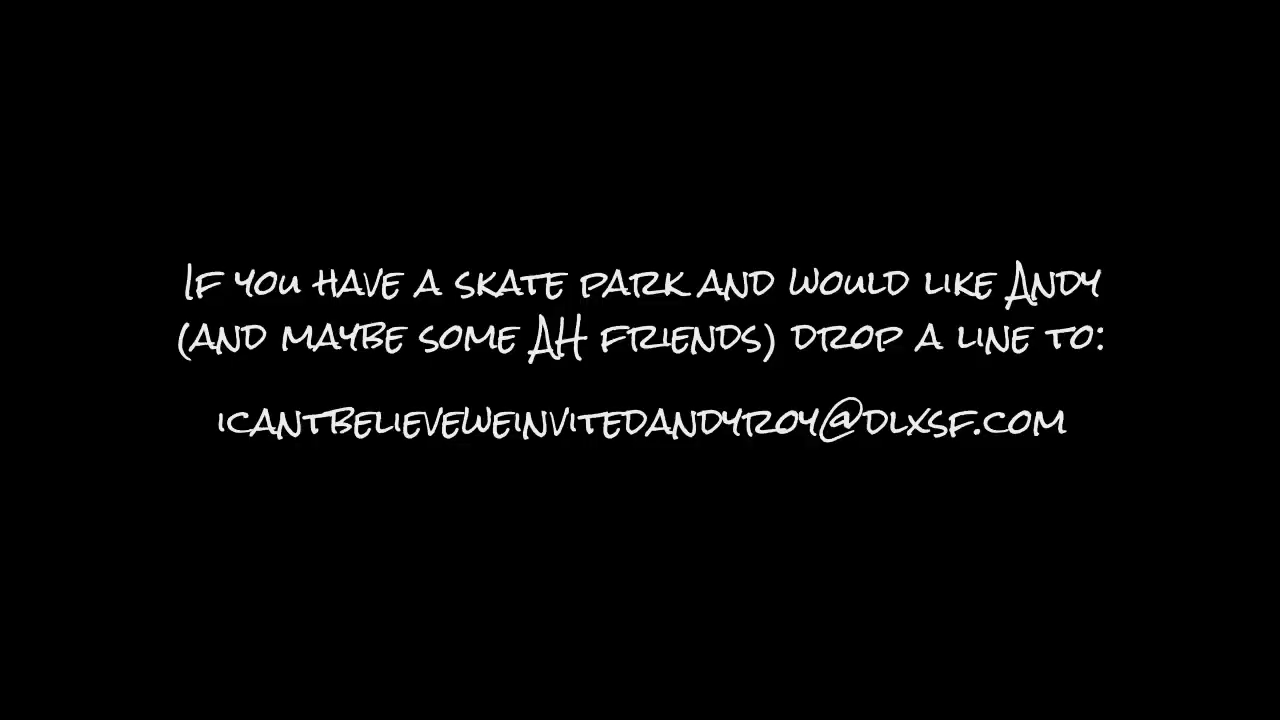 If you have a skate park and would like Andy
(and maybe some AH friends) drop a line to:
icantbelieveweinvitedandyroy@dlxsf.com